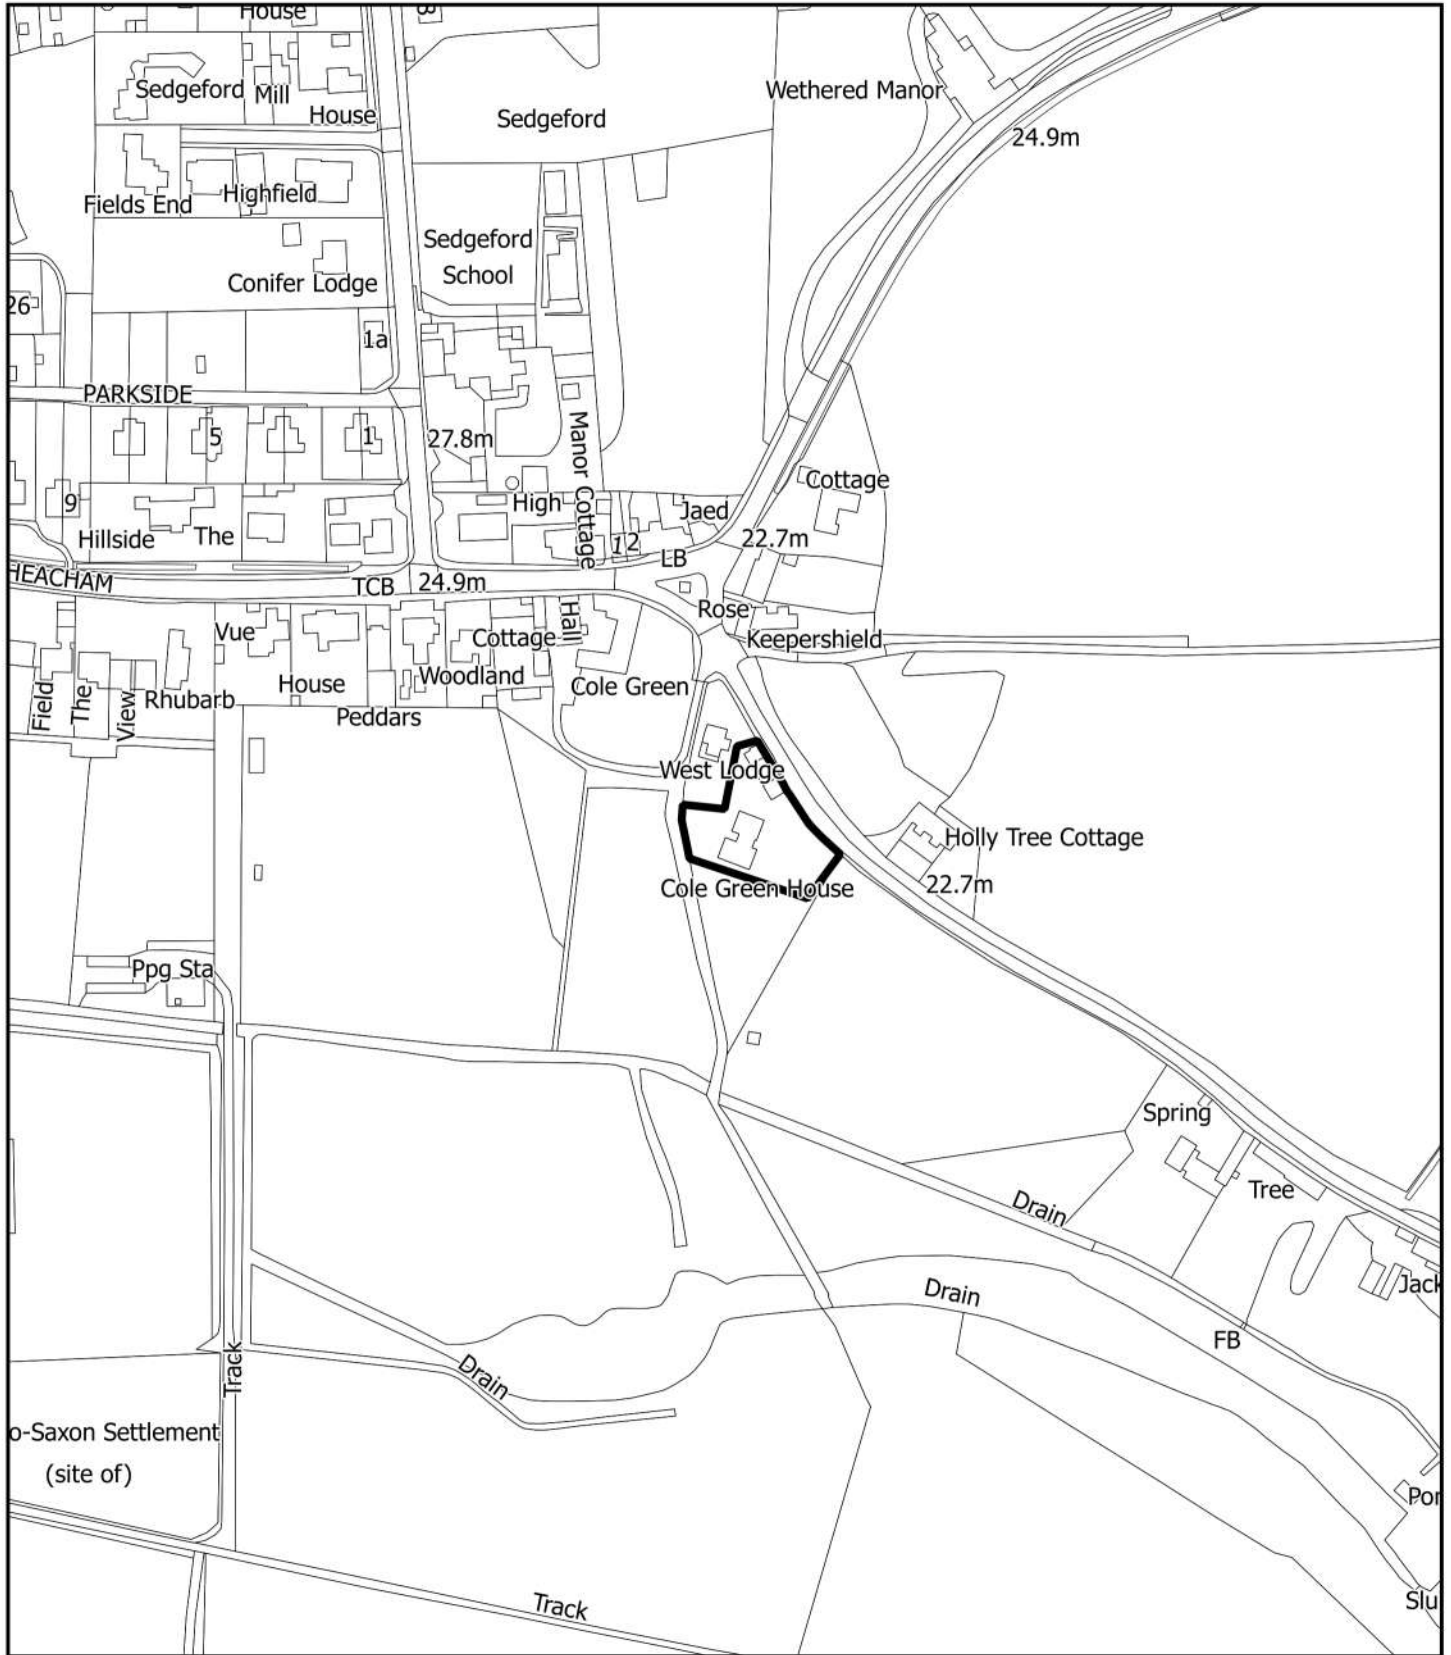 House
Sedgeford
Mill
House
Sedgeford
Wethered Manor
24.9m
Fields End
Highfield
Sedgeford
School
Conifer Lodge
26
1a
PARKSIDE
5
1
27.8m
Manor Cottage
Cottage
9
Hillside
The
High
Jaed
1
2
22.7m
LB
HEACHAM
TCB
24.9m
Rose
Vue
Cottage
Hall
Keepershield
Field
The
View
Rhubarb
House
Woodland
Cole Green
Peddars
West Lodge
Holly Tree Cottage
Cole Green House
22.7m
Ppg Sta
Spring
Tree
Drain
Drain
Jack
FB
Track
Drain
o-Saxon Settlement
(site of)
Track